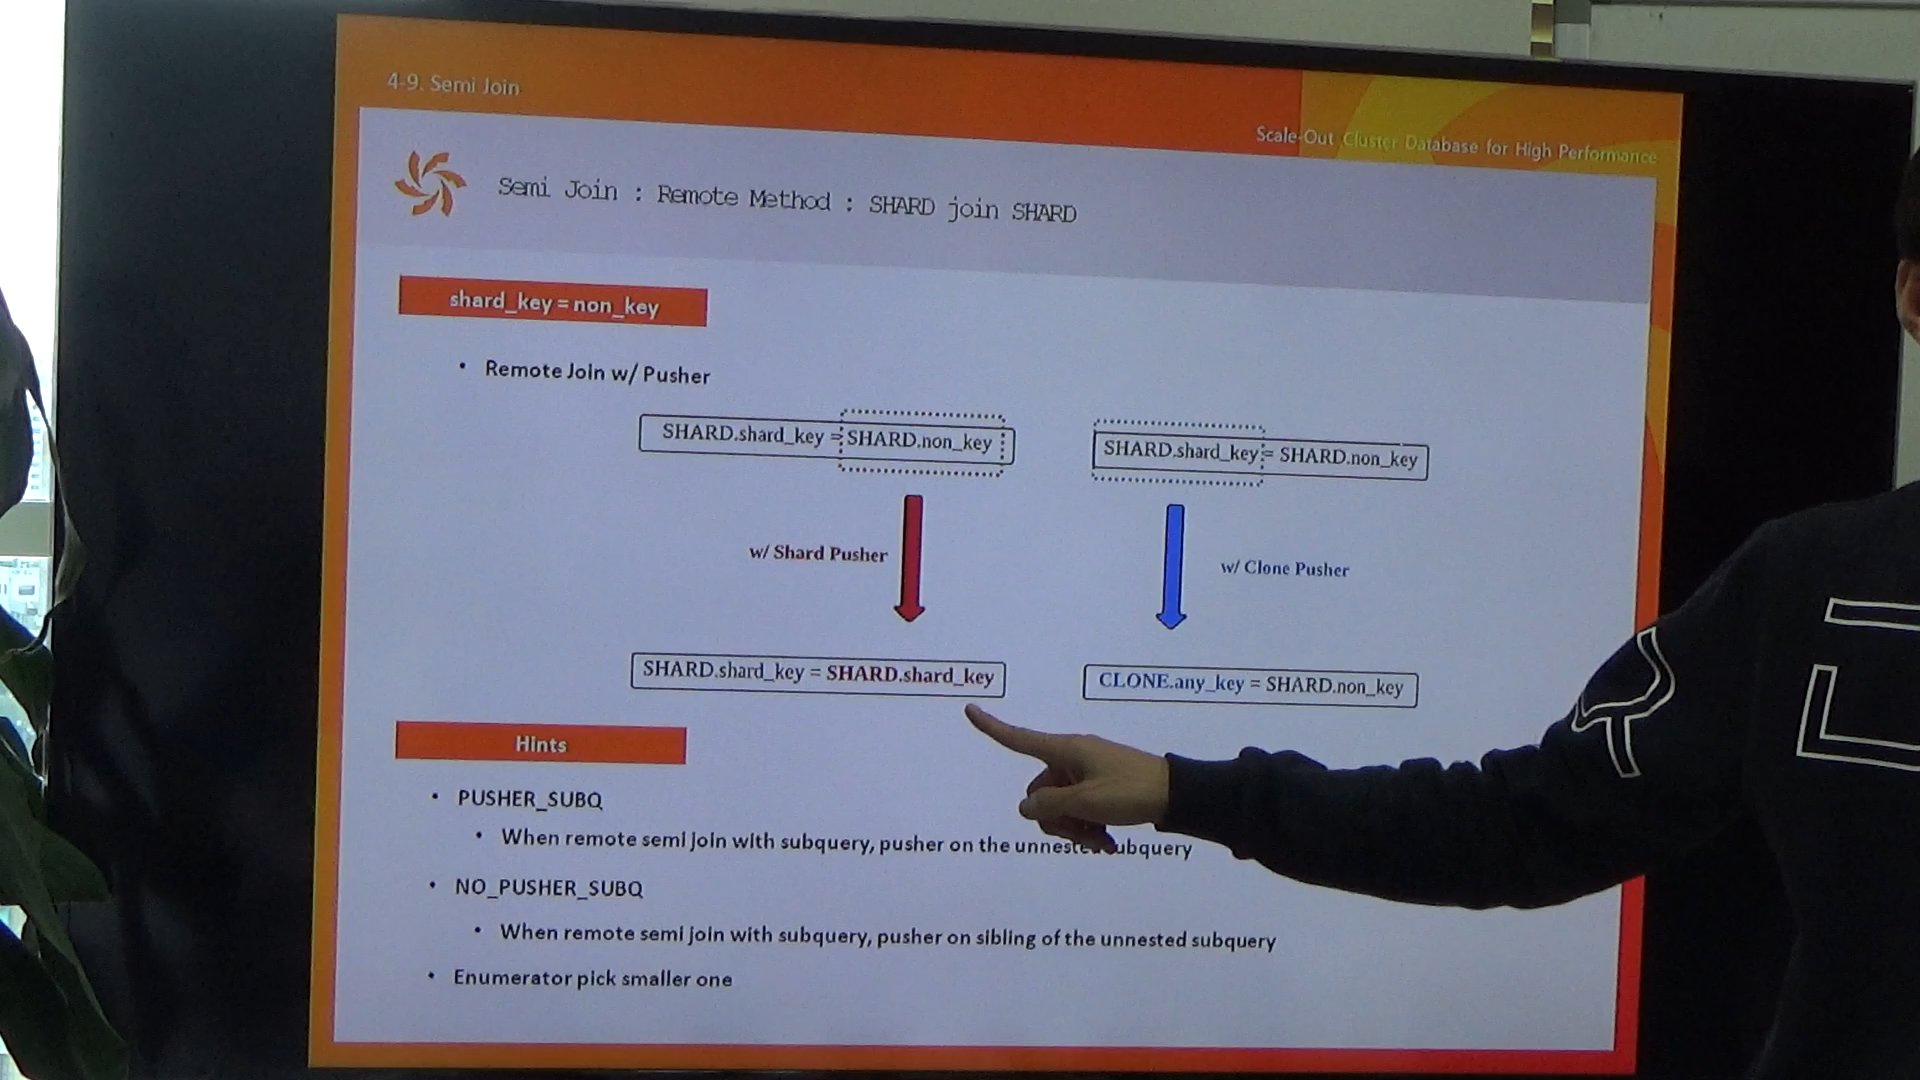 4-9. Semi Join
Scale-Out Cluster Database for High Performance
Semi Join : Remote Method : SHARD join SHARD
shard_key = non_key
• Remote Join w/ Pusher
SHARD.shard_key = SHARD.non_key
SHARD.shard_key = SHARD.non_key
w/ Shard Pusher
w/ Clone Pusher
SHARD.shard_key = SHARD.shard_key
CLONE.any_key = SHARD.non_key
Hints
• PUSHER_SUBQ
• When remote semi join with subquery, pusher on the unnested subquery
• NO_PUSHER_SUBQ
• When remote semi join with subquery, pusher on sibling of the unnested subquery
• Enumerator pick smaller one